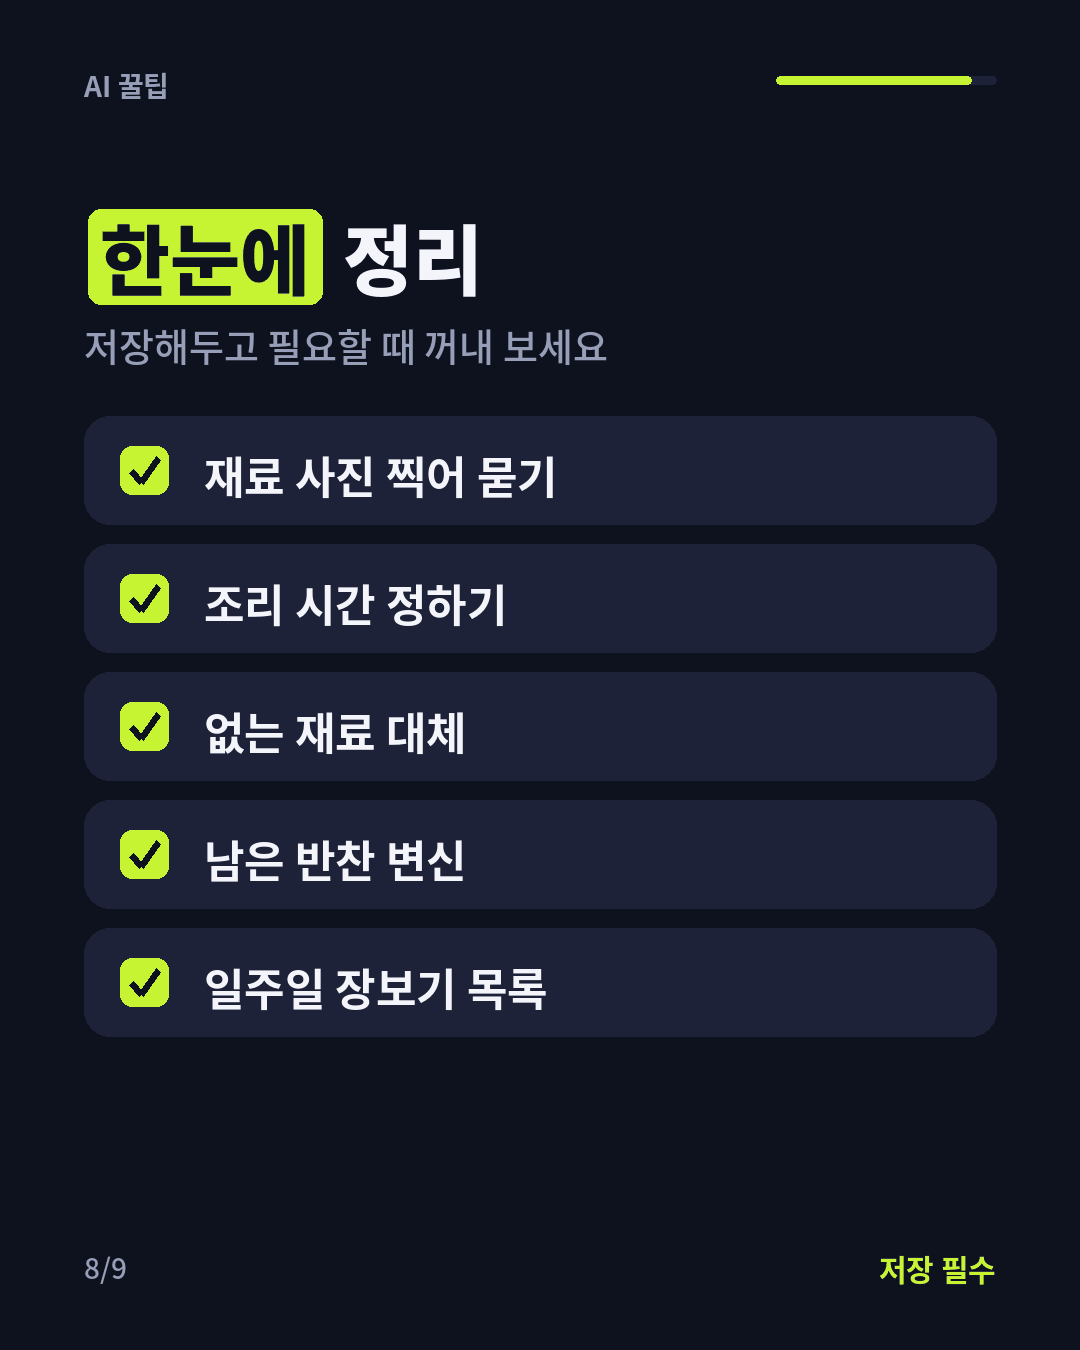 AI 꿀팁
한눈에 정리
저장해두고 필요할 때 꺼내 보세요
재료 사진 찍어 묻기
조리 시간 정하기
없는 재료 대체
남은 반찬 변신
일주일 장보기 목록
8/9
저장 필수